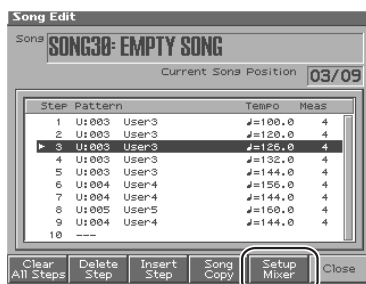 Song Edit
Song SONG30: EMPTY SONG
Current Song Position 03/09
Step Pattern Tempo Meas
1 U:003 User3 ♩=100.0 4
2 U:003 User3 ♩=120.0 4
▶ 3 U:003 User3 ♩=126.0 4
4 U:003 User3 ♩=132.0 4
5 U:003 User3 ♩=144.0 4
6 U:004 User4 ♩=156.0 4
7 U:004 User4 ♩=144.0 4
8 U:005 User5 ♩=160.0 4
9 U:004 User4 ♩=144.0 4
10 ---
Clear All Steps Delete Step Insert Step Song Copy Setup Mixer Close